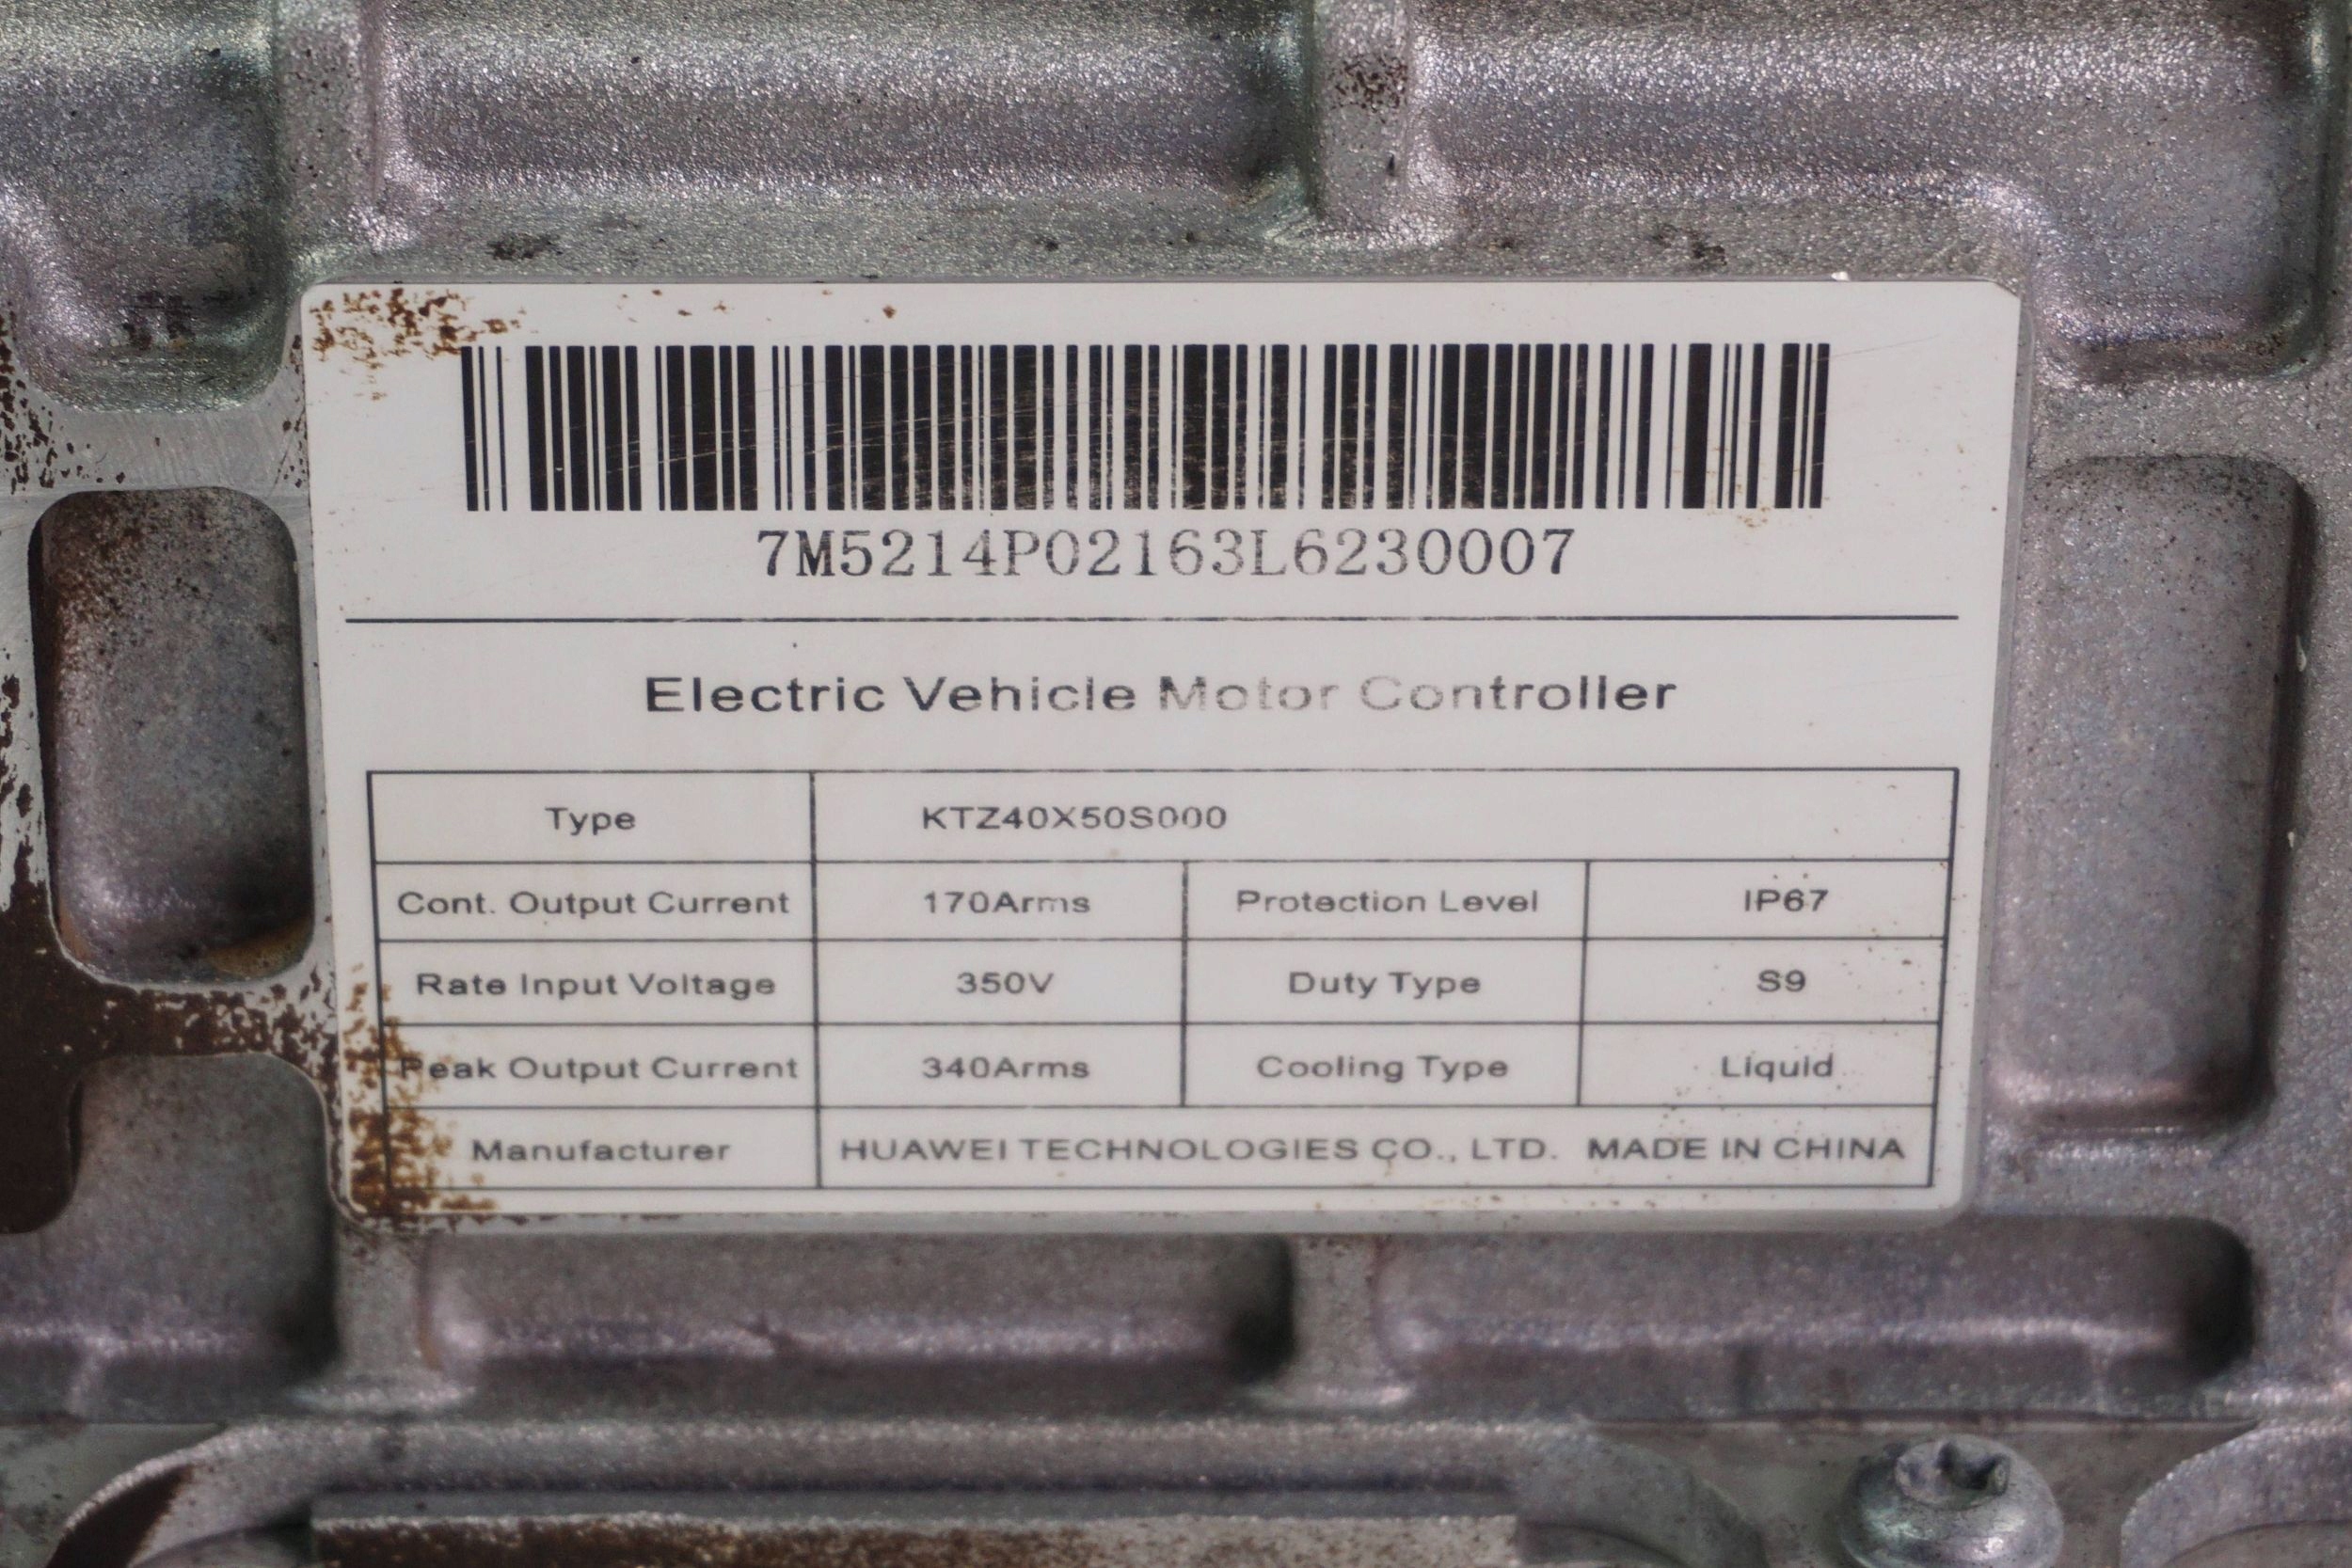 7M5214P02163L6230007
Electric Vehicle Motor Controller
Type KTZ40X50S000
Cont. Output Current 170Arms Protection Level IP67
Rate Input Voltage 350V Duty Type S9
Peak Output Current 340Arms Cooling Type Liquid
Manufacturer HUAWEI TECHNOLOGIES CO., LTD. MADE IN CHINA